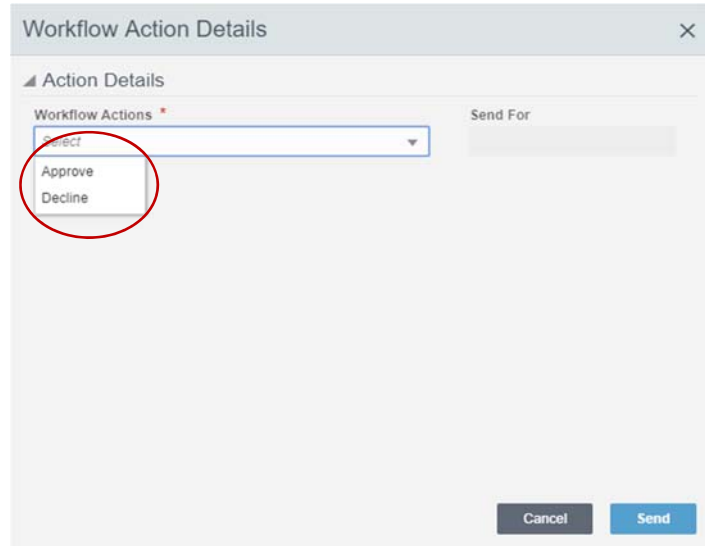 Workflow Action Details
Action Details
Workflow Actions * Send For
Select
Approve
Decline
Cancel Send